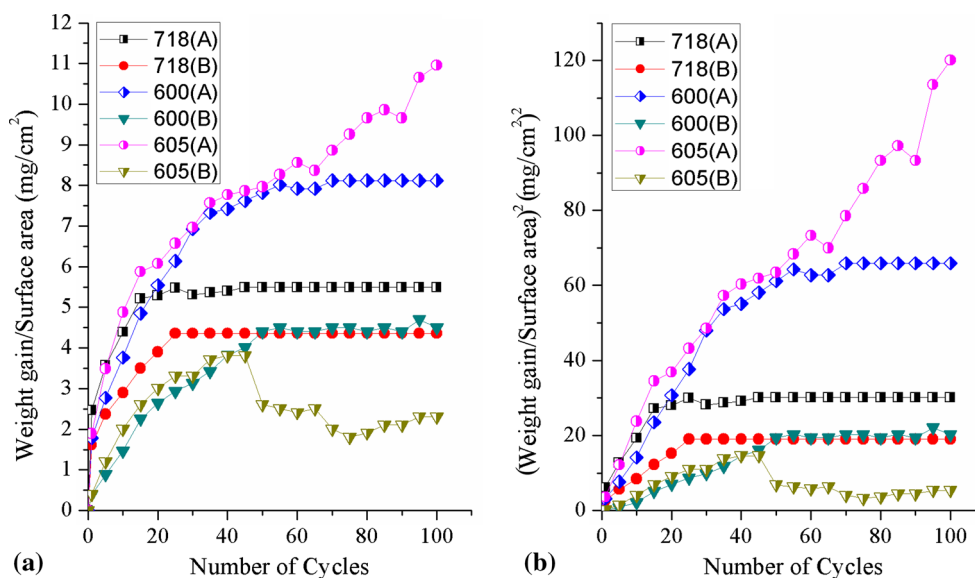 12
11
10
9
8
7
6
5
4
3
2
1
0
Weight gain/Surface area (mg/cm²)
718(A)
718(B)
600(A)
600(B)
605(A)
605(B)
0 20 40 60 80 100
Number of Cycles
(a)
120
100
80
60
40
20
0
(Weight gain/Surface area)² (mg/cm²)²
718(A)
718(B)
600(A)
600(B)
605(A)
605(B)
0 20 40 60 80 100
Number of Cycles
(b)